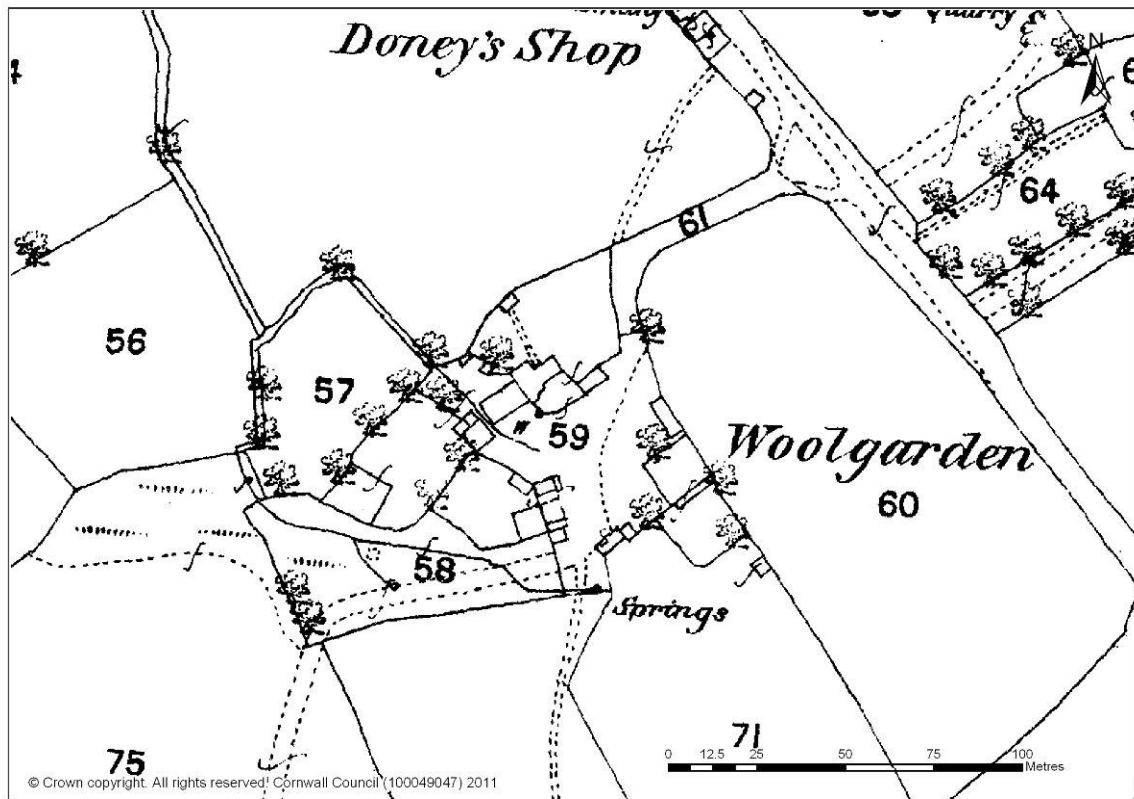 Quarry
Doney's Shop
N
64
61
56
57
W
59
Woolgarden
60
58
Springs
71
75
0 12.5 25 50 75 100
Metres
© Crown copyright. All rights reserved. Cornwall Council (100049047) 2011